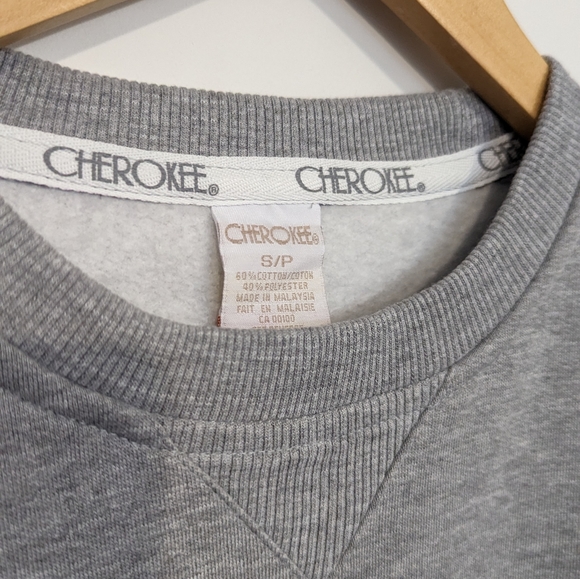 CHEROKEE®
CHEROKEE®
CHEROKEE®
S/P
60% COTTON/COTON
40% POLYESTER
MADE IN MALAYSIA
FAIT EN MALAISIE
CA 00100